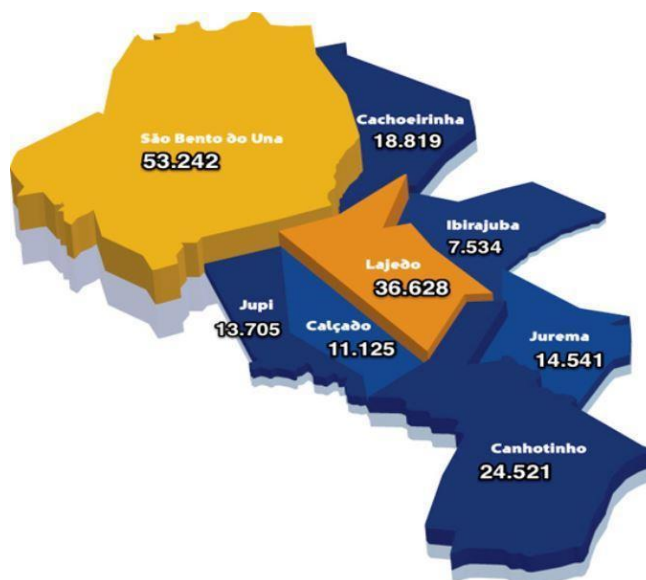 Cachoeirinha
18.819
São Bento do Una
53.242
Ibirajuba
7.534
Lajedo
36.628
Jupi
13.705
Calçado
11.125
Jurema
14.541
Canhotinho
24.521